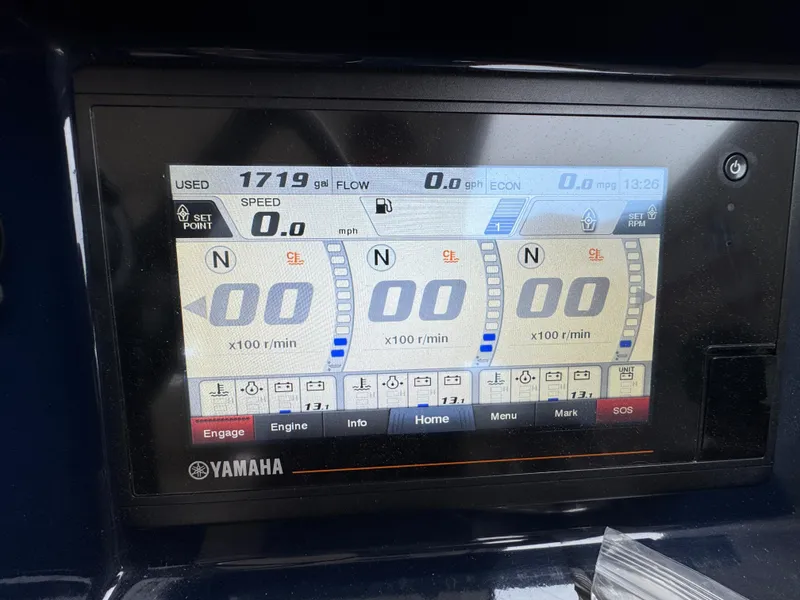 USED 1719 gal FLOW 0.0 gph ECON 0.0 mpg 13:26
SET POINT SPEED 0.0 mph 1 SET RPM
N N N
00 00 00
x100 r/min x100 r/min x100 r/min
UNIT
13.1 13.1 13.1
Engage Engine Info Home Menu Mark SOS
YAMAHA